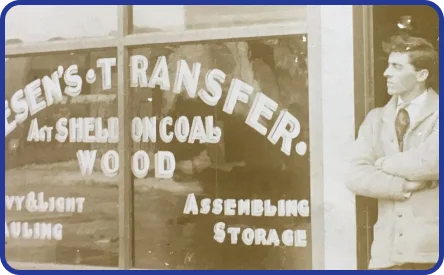 ESEN'S · TRANSFER.
AGT SHELDON COAL
WOOD
VY & LIGHT
AULING
ASSEMBLING
STORAGE